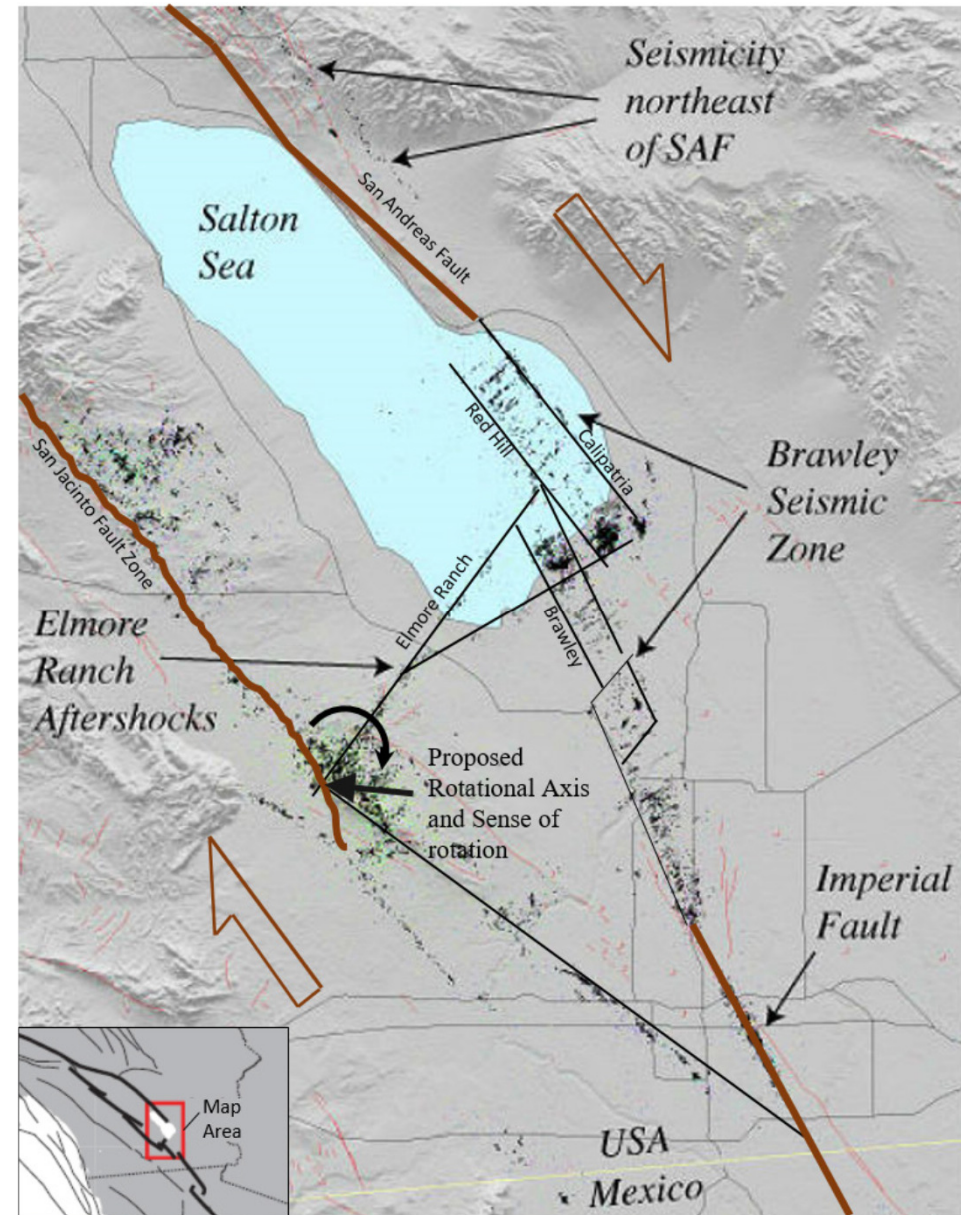 Seismicity
northeast
of SAF
San Andreas Fault
Salton
Sea
Red Hill
Calipatria
Brawley
Seismic
Zone
San Jacinto Fault Zone
Elmore Ranch
Brawley
Elmore
Ranch
Aftershocks
Proposed
Rotational Axis
and Sense of
rotation
Imperial
Fault
Map
Area
USA
Mexico